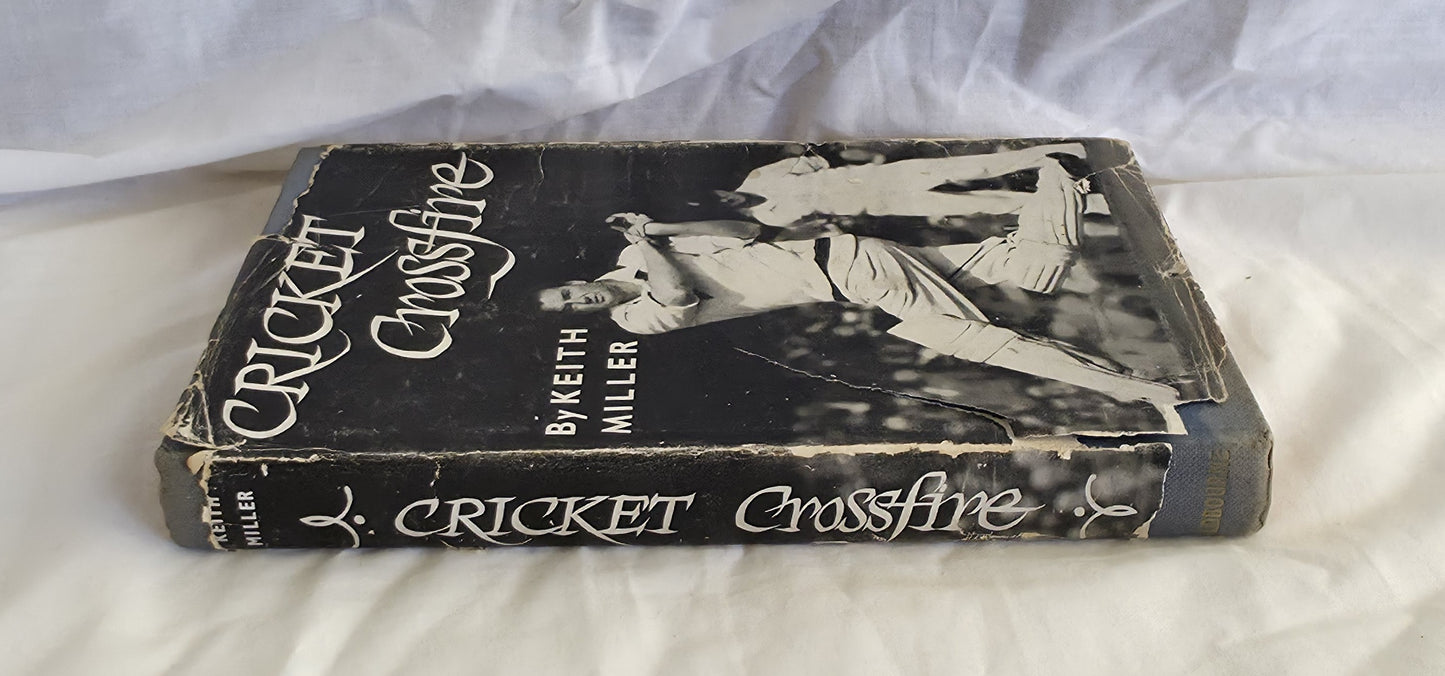 CRICKET
Crossfire
By KEITH
MILLER
KEITH
MILLER
CRICKET Crossfire